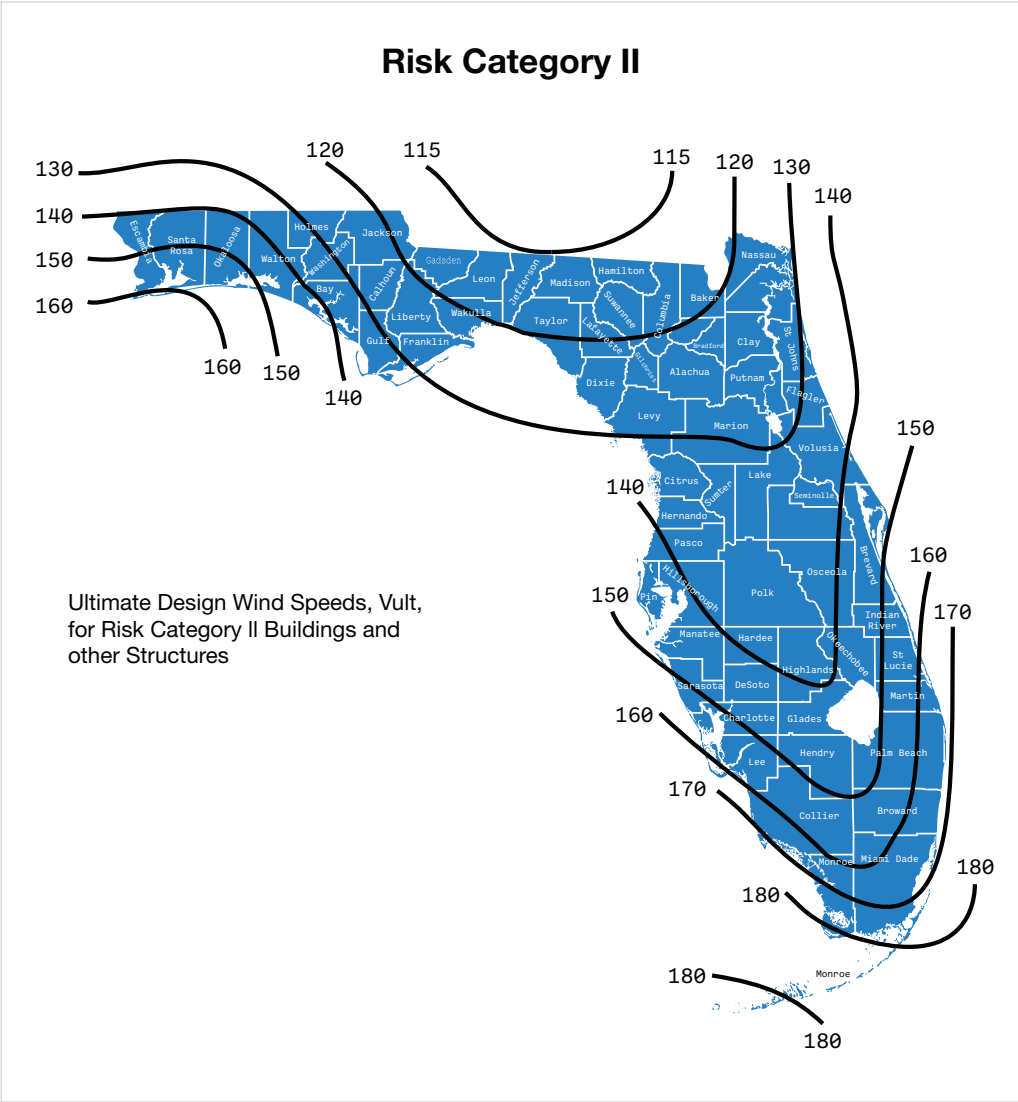 Risk Category II
120
115
115
120
130
130
140
140
150
160
160
150
140
Escambia
Santa
Rosa
Okaloosa
Walton
Holmes
Washington
Jackson
Bay
Calhoun
Gulf
Liberty
Franklin
Gadsden
Leon
Wakulla
Jefferson
Madison
Taylor
Hamilton
Suwannee
Lafayette
Columbia
Baker
Nassau
Bradford
Clay
St Johns
Gilchrist
Alachua
Putnam
Flagler
Dixie
Levy
Marion
Volusia
150
140
Citrus
Sumter
Lake
Seminolle
Hernando
Pasco
160
Hillsborough
Pin
Polk
Osceola
Brevard
150
170
Ultimate Design Wind Speeds, Vult,
for Risk Category II Buildings and
other Structures
Indian
River
Manatee
Hardee
Highlands
Okeechobee
St
Lucie
Sarasota
DeSoto
Martin
160
Charlotte
Glades
Lee
Hendry
Palm Beach
170
Collier
Broward
Monroe
Miami Dade
180
180
180
Monroe
180